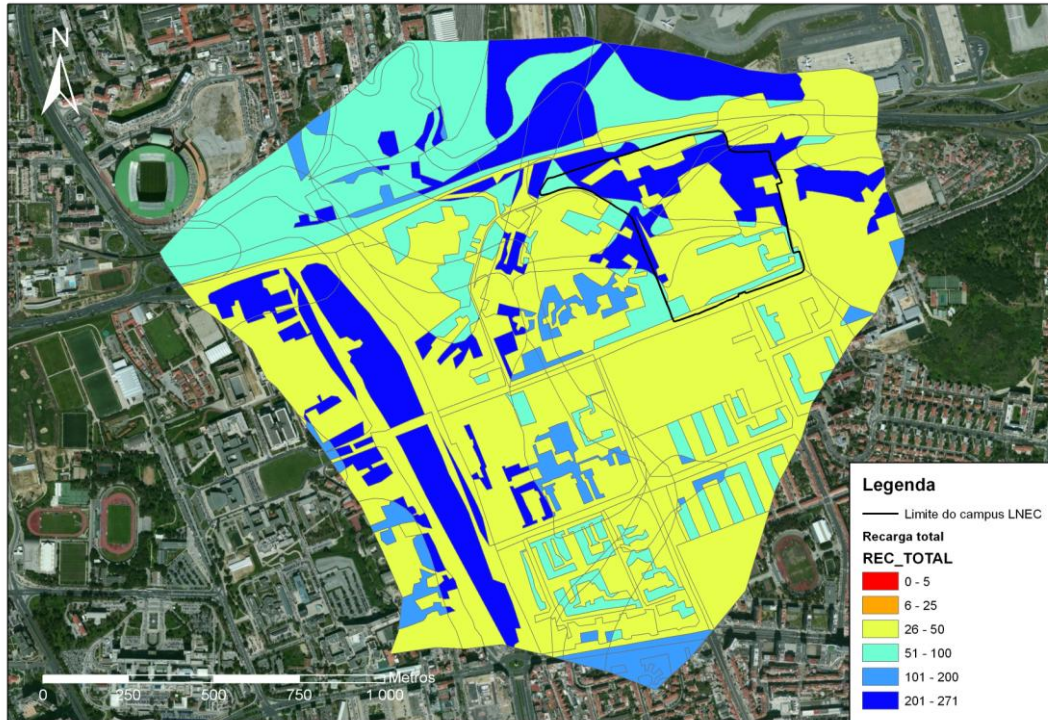 N
0 250 500 750 1 000
Metros
Legenda
Limite do campus LNEC
Recarga total
REC_TOTAL
0 - 5
6 - 25
26 - 50
51 - 100
101 - 200
201 - 271